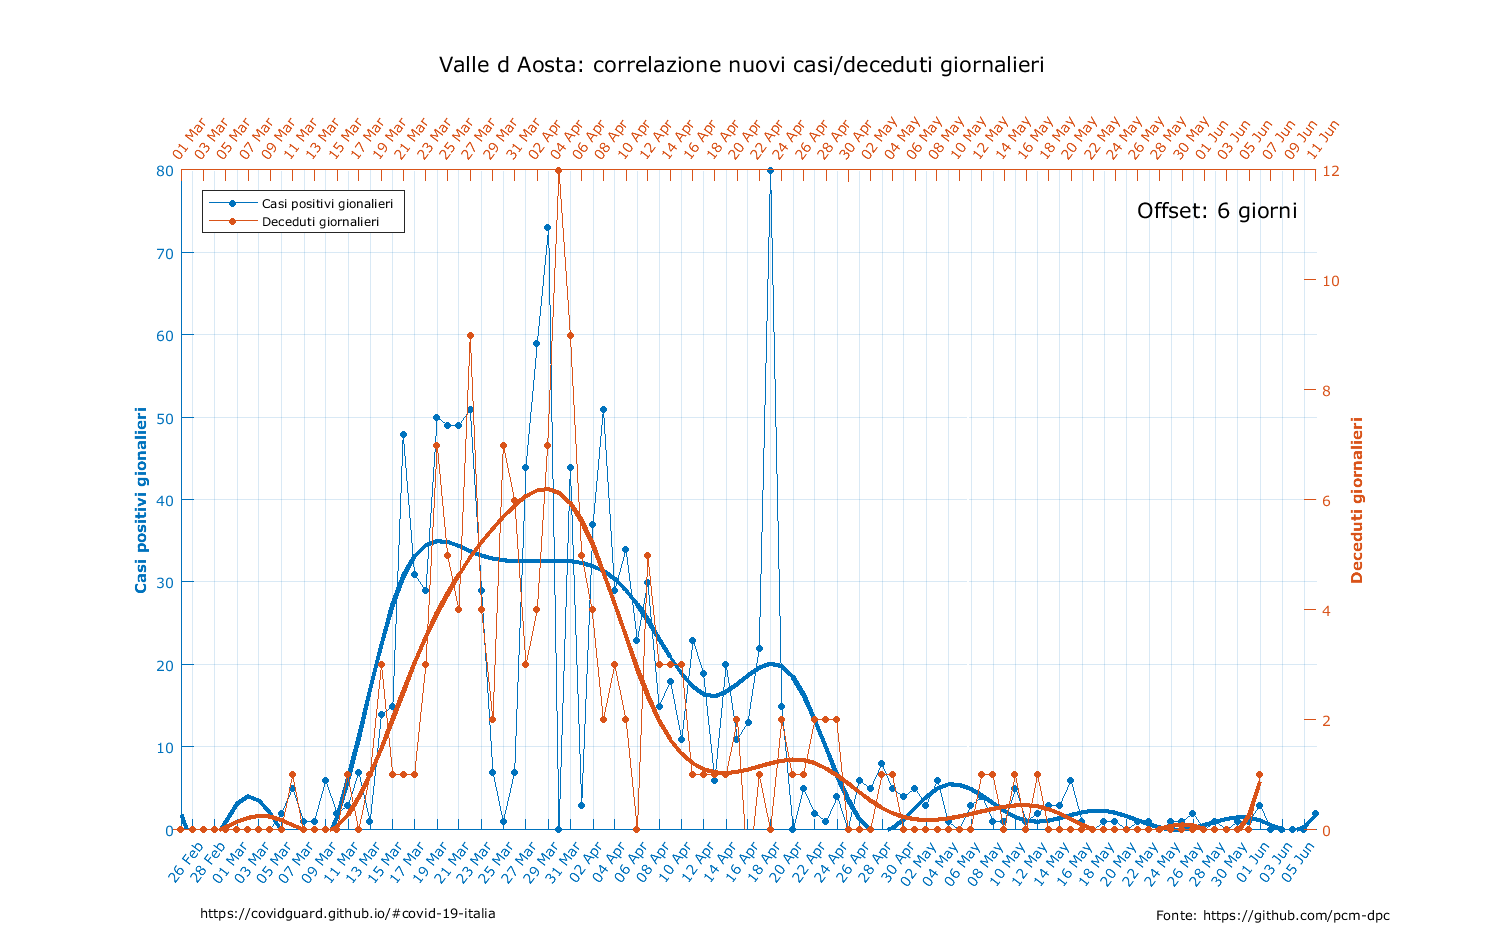 Valle d Aosta: correlazione nuovi casi/deceduti giornalieri
01 Mar 03 Mar 05 Mar 07 Mar 09 Mar 11 Mar 13 Mar 15 Mar 17 Mar 19 Mar 21 Mar 23 Mar 25 Mar 27 Mar 29 Mar 31 Mar 02 Apr 04 Apr 06 Apr 08 Apr 10 Apr 12 Apr 14 Apr 16 Apr 18 Apr 20 Apr 22 Apr 24 Apr 26 Apr 28 Apr 30 Apr 02 May 04 May 06 May 08 May 10 May 12 May 14 May 16 May 18 May 20 May 22 May 24 May 26 May 28 May 30 May 01 Jun 03 Jun 05 Jun 07 Jun 09 Jun 11 Jun
80 12
Casi positivi gionalieri
Deceduti giornalieri
Offset: 6 giorni
70
10
60
8
50
40 6
30
4
20
2
10
0 0
Casi positivi gionalieri
Deceduti giornalieri
26 Feb 28 Feb 01 Mar 03 Mar 05 Mar 07 Mar 09 Mar 11 Mar 13 Mar 15 Mar 17 Mar 19 Mar 21 Mar 23 Mar 25 Mar 27 Mar 29 Mar 31 Mar 02 Apr 04 Apr 06 Apr 08 Apr 10 Apr 12 Apr 14 Apr 16 Apr 18 Apr 20 Apr 22 Apr 24 Apr 26 Apr 28 Apr 30 Apr 02 May 04 May 06 May 08 May 10 May 12 May 14 May 16 May 18 May 20 May 22 May 24 May 26 May 28 May 30 May 01 Jun 03 Jun 05 Jun
https://covidguard.github.io/#covid-19-italia
Fonte: https://github.com/pcm-dpc